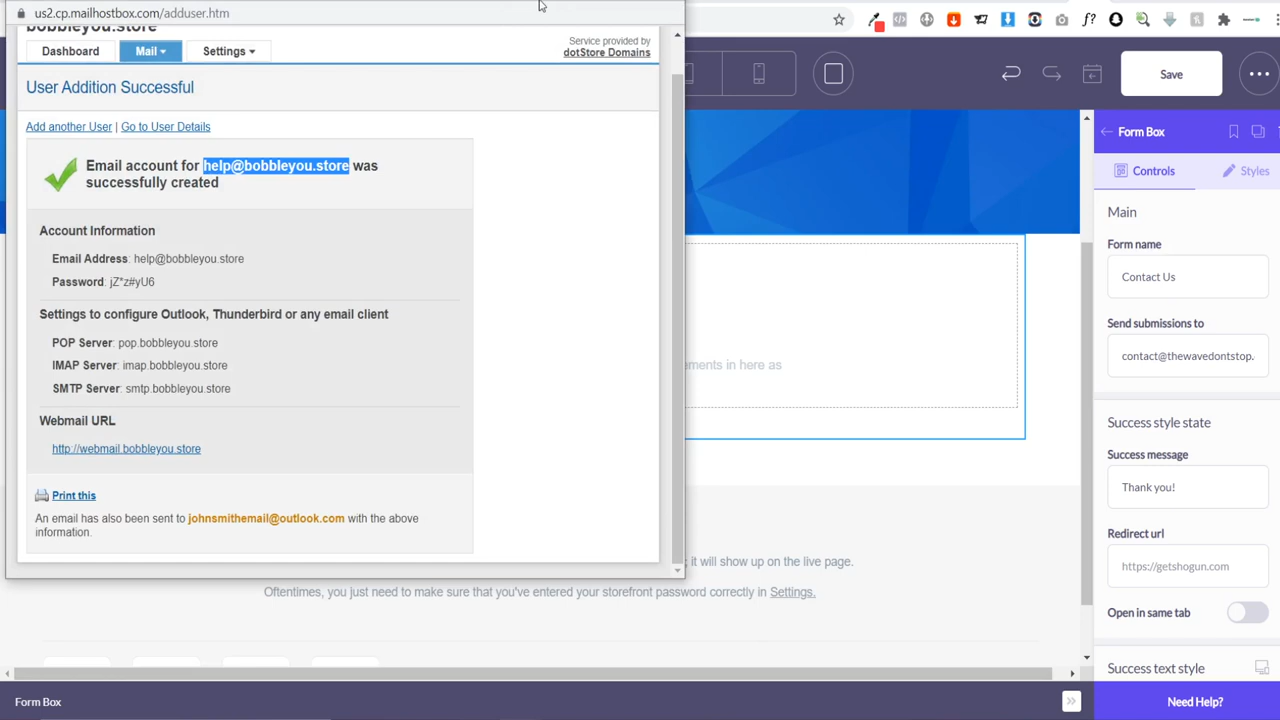 us2.cp.mailhostbox.com/adduser.htm
bobbleyou.store
Service provided by
dotStore Domains
Dashboard Mail Settings
User Addition Successful
Add another User | Go to User Details
Email account for help@bobbleyou.store was
successfully created
Account Information
Email Address: help@bobbleyou.store
Password: jZ*z#yU6
Settings to configure Outlook, Thunderbird or any email client
POP Server: pop.bobbleyou.store
IMAP Server: imap.bobbleyou.store
SMTP Server: smtp.bobbleyou.store
Webmail URL
http://webmail.bobbleyou.store
Print this
An email has also been sent to johnsmithemail@outlook.com with the above
information.
ements in here as
; it will show up on the live page.
Oftentimes, you just need to make sure that you've entered your storefront password correctly in Settings.
Form Box
Save
Form Box
Controls Styles
Main
Form name
Contact Us
Send submissions to
contact@thewavedontstop.
Success style state
Success message
Thank you!
Redirect url
https://getshogun.com
Open in same tab
Success text style
Need Help?